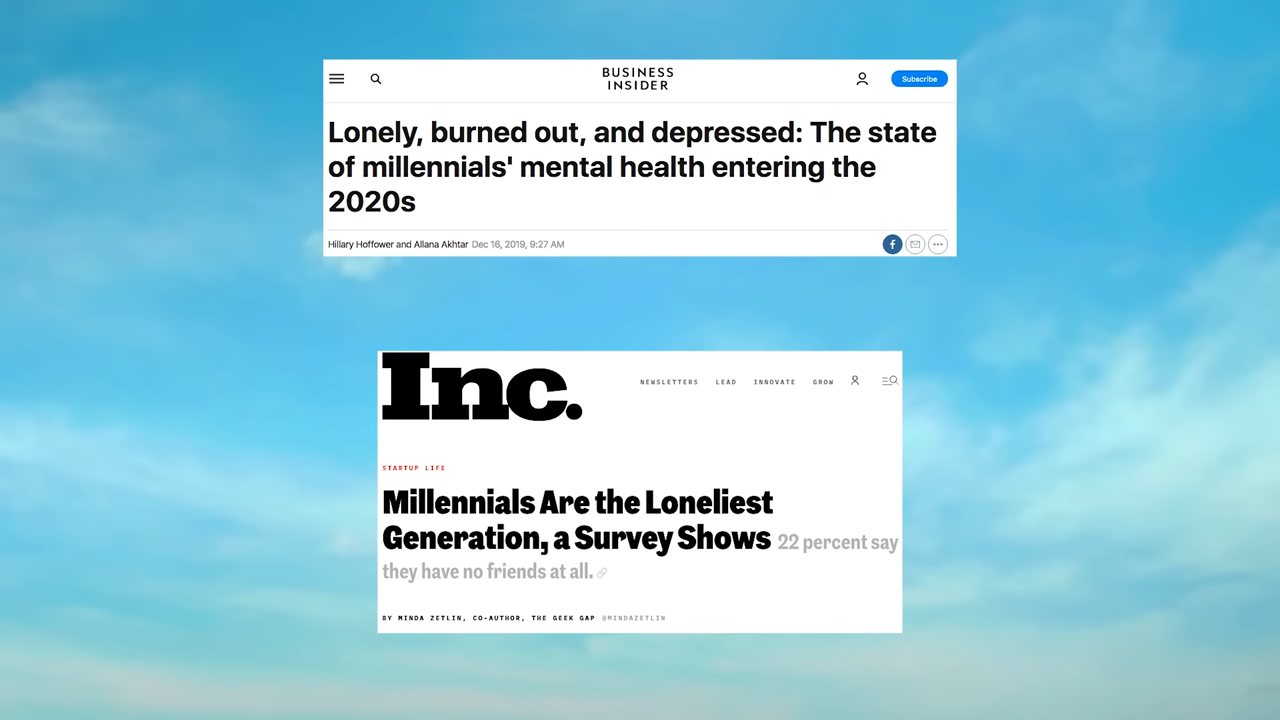 BUSINESS
INSIDER
Subscribe
Lonely, burned out, and depressed: The state
of millennials' mental health entering the
2020s
Hillary Hoffower and Allana Akhtar Dec 16, 2019, 9:27 AM
Inc.
NEWSLETTERS LEAD INNOVATE GROW
STARTUP LIFE
Millennials Are the Loneliest
Generation, a Survey Shows 22 percent say
they have no friends at all.
BY MINDA ZETLIN, CO-AUTHOR, THE GEEK GAP @MINDAZETLIN